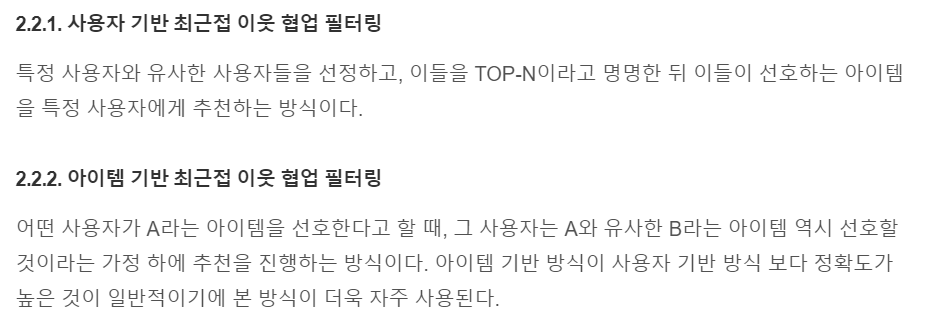 2.2.1. 사용자 기반 최근접 이웃 협업 필터링
특정 사용자와 유사한 사용자들을 선정하고, 이들을 TOP-N이라고 명명한 뒤 이들이 선호하는 아이템
을 특정 사용자에게 추천하는 방식이다.
2.2.2. 아이템 기반 최근접 이웃 협업 필터링
어떤 사용자가 A라는 아이템을 선호한다고 할 때, 그 사용자는 A와 유사한 B라는 아이템 역시 선호할
것이라는 가정 하에 추천을 진행하는 방식이다. 아이템 기반 방식이 사용자 기반 방식 보다 정확도가
높은 것이 일반적이기에 본 방식이 더욱 자주 사용된다.